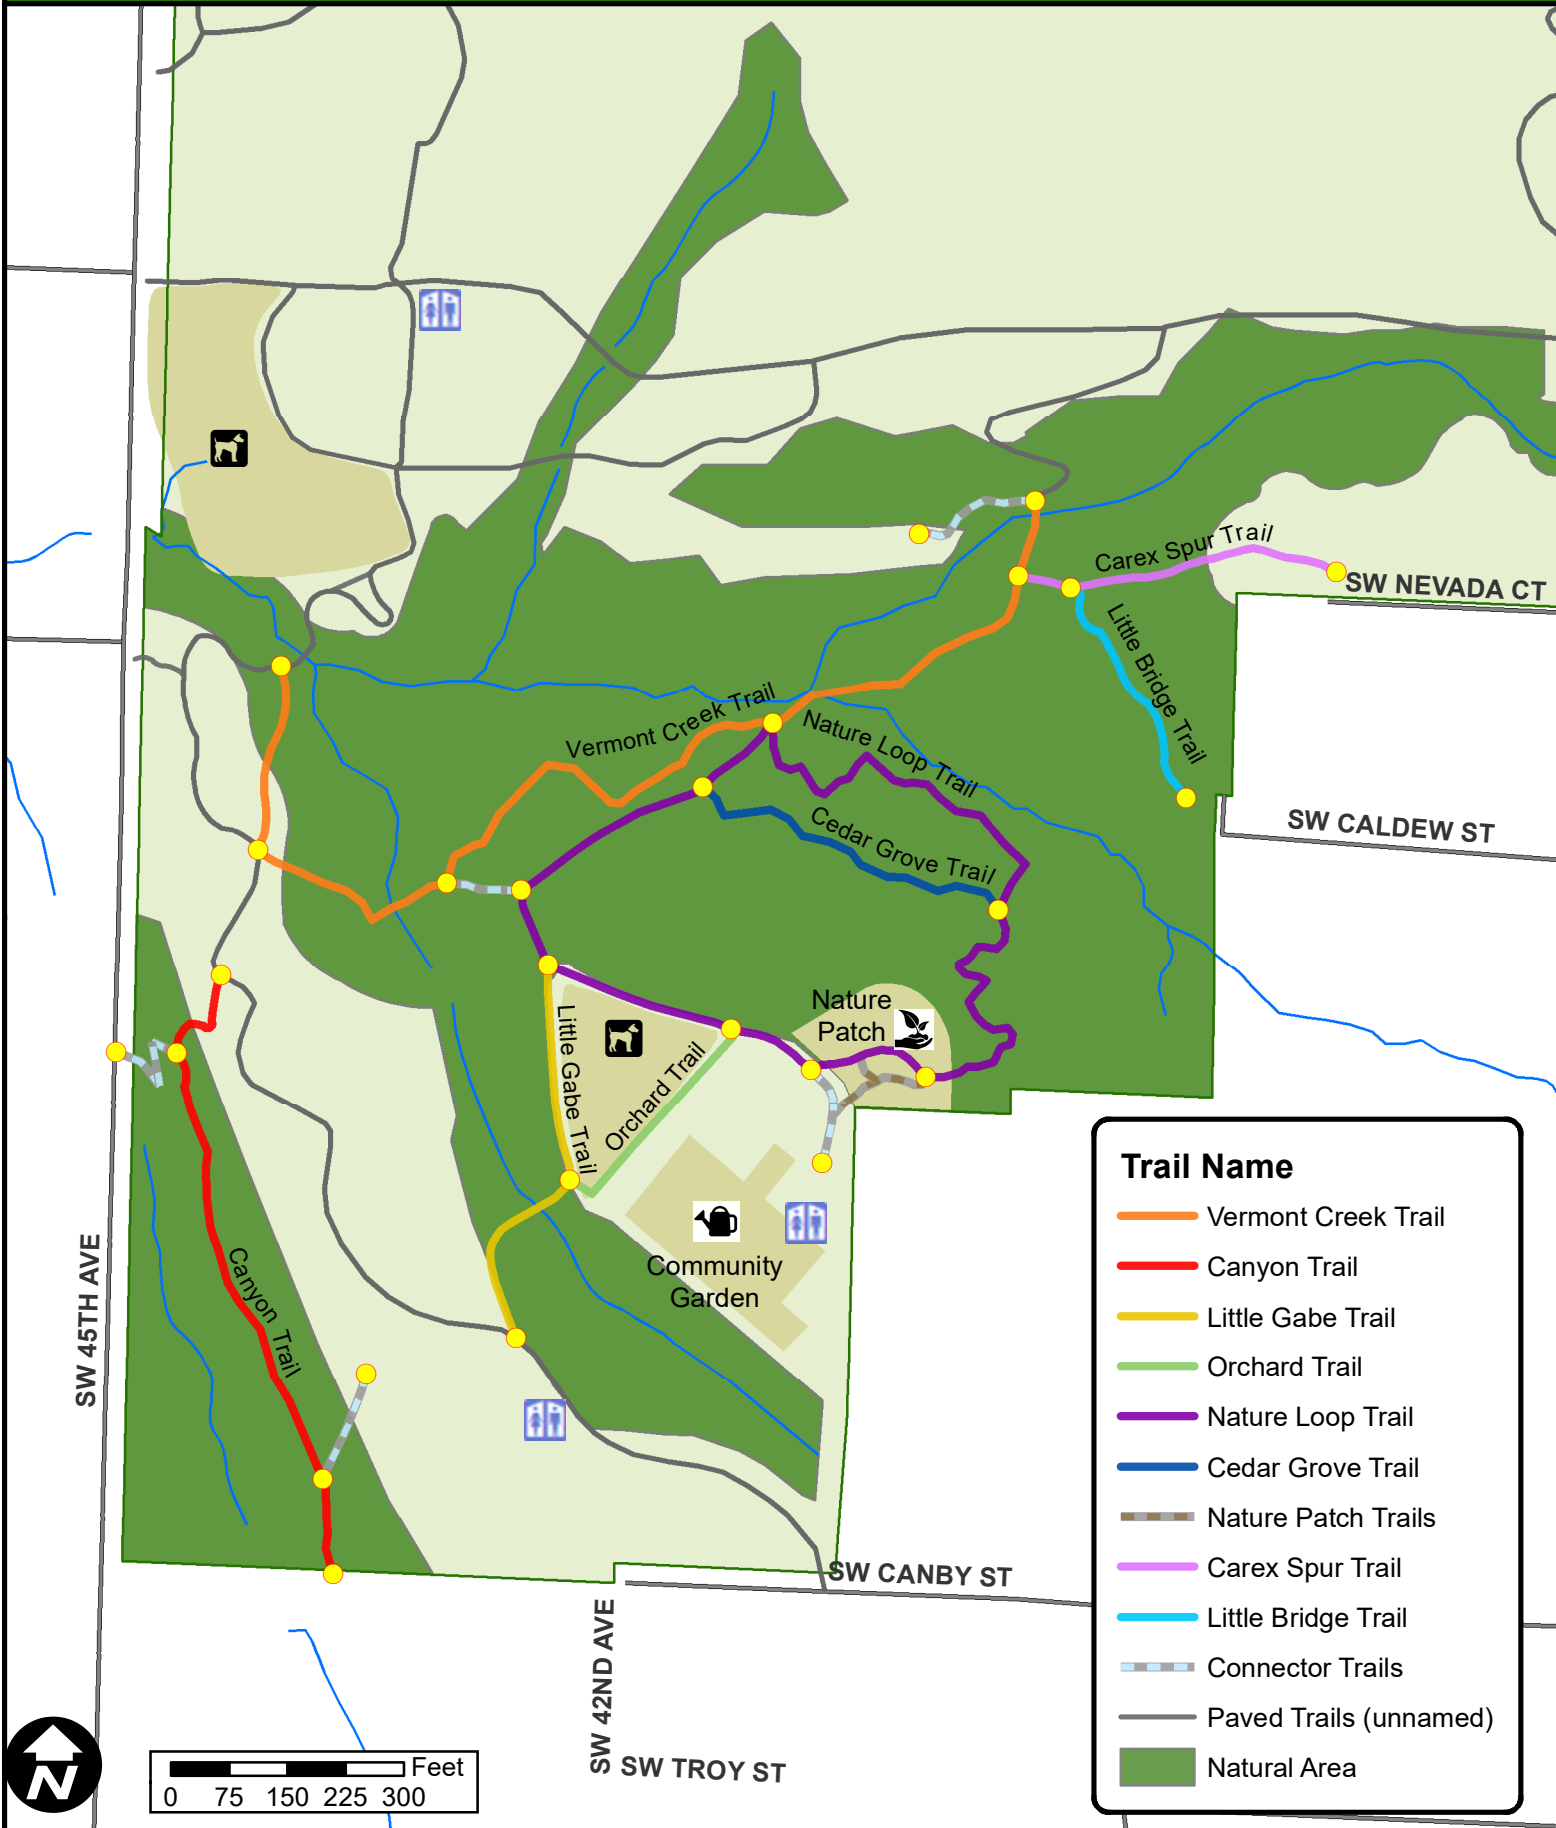 Carex Spur Trail
SW NEVADA CT
Little Bridge Trail
Vermont Creek Trail
Nature Loop Trail
SW CALDEW ST
Cedar Grove Trail
Nature
Patch
Little Gabe Trail
Orchard Trail
Community
Garden
Canyon Trail
SW 45TH AVE
SW CANBY ST
SW 42ND AVE
SW TROY ST
Trail Name
Vermont Creek Trail
Canyon Trail
Little Gabe Trail
Orchard Trail
Nature Loop Trail
Cedar Grove Trail
Nature Patch Trails
Carex Spur Trail
Little Bridge Trail
Connector Trails
Paved Trails (unnamed)
Natural Area
N
Feet
0 75 150 225 300